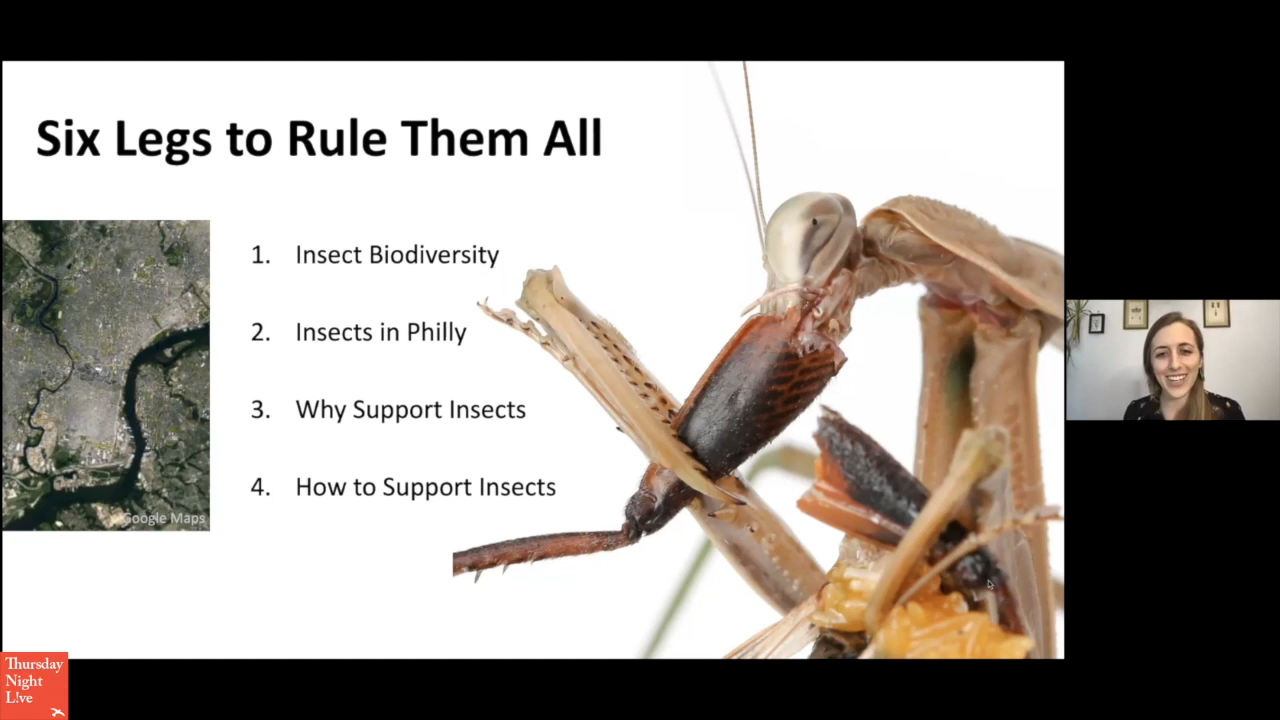 Six Legs to Rule Them All
1. Insect Biodiversity
2. Insects in Philly
3. Why Support Insects
4. How to Support Insects
Google Maps
Thursday
Night
L!ve